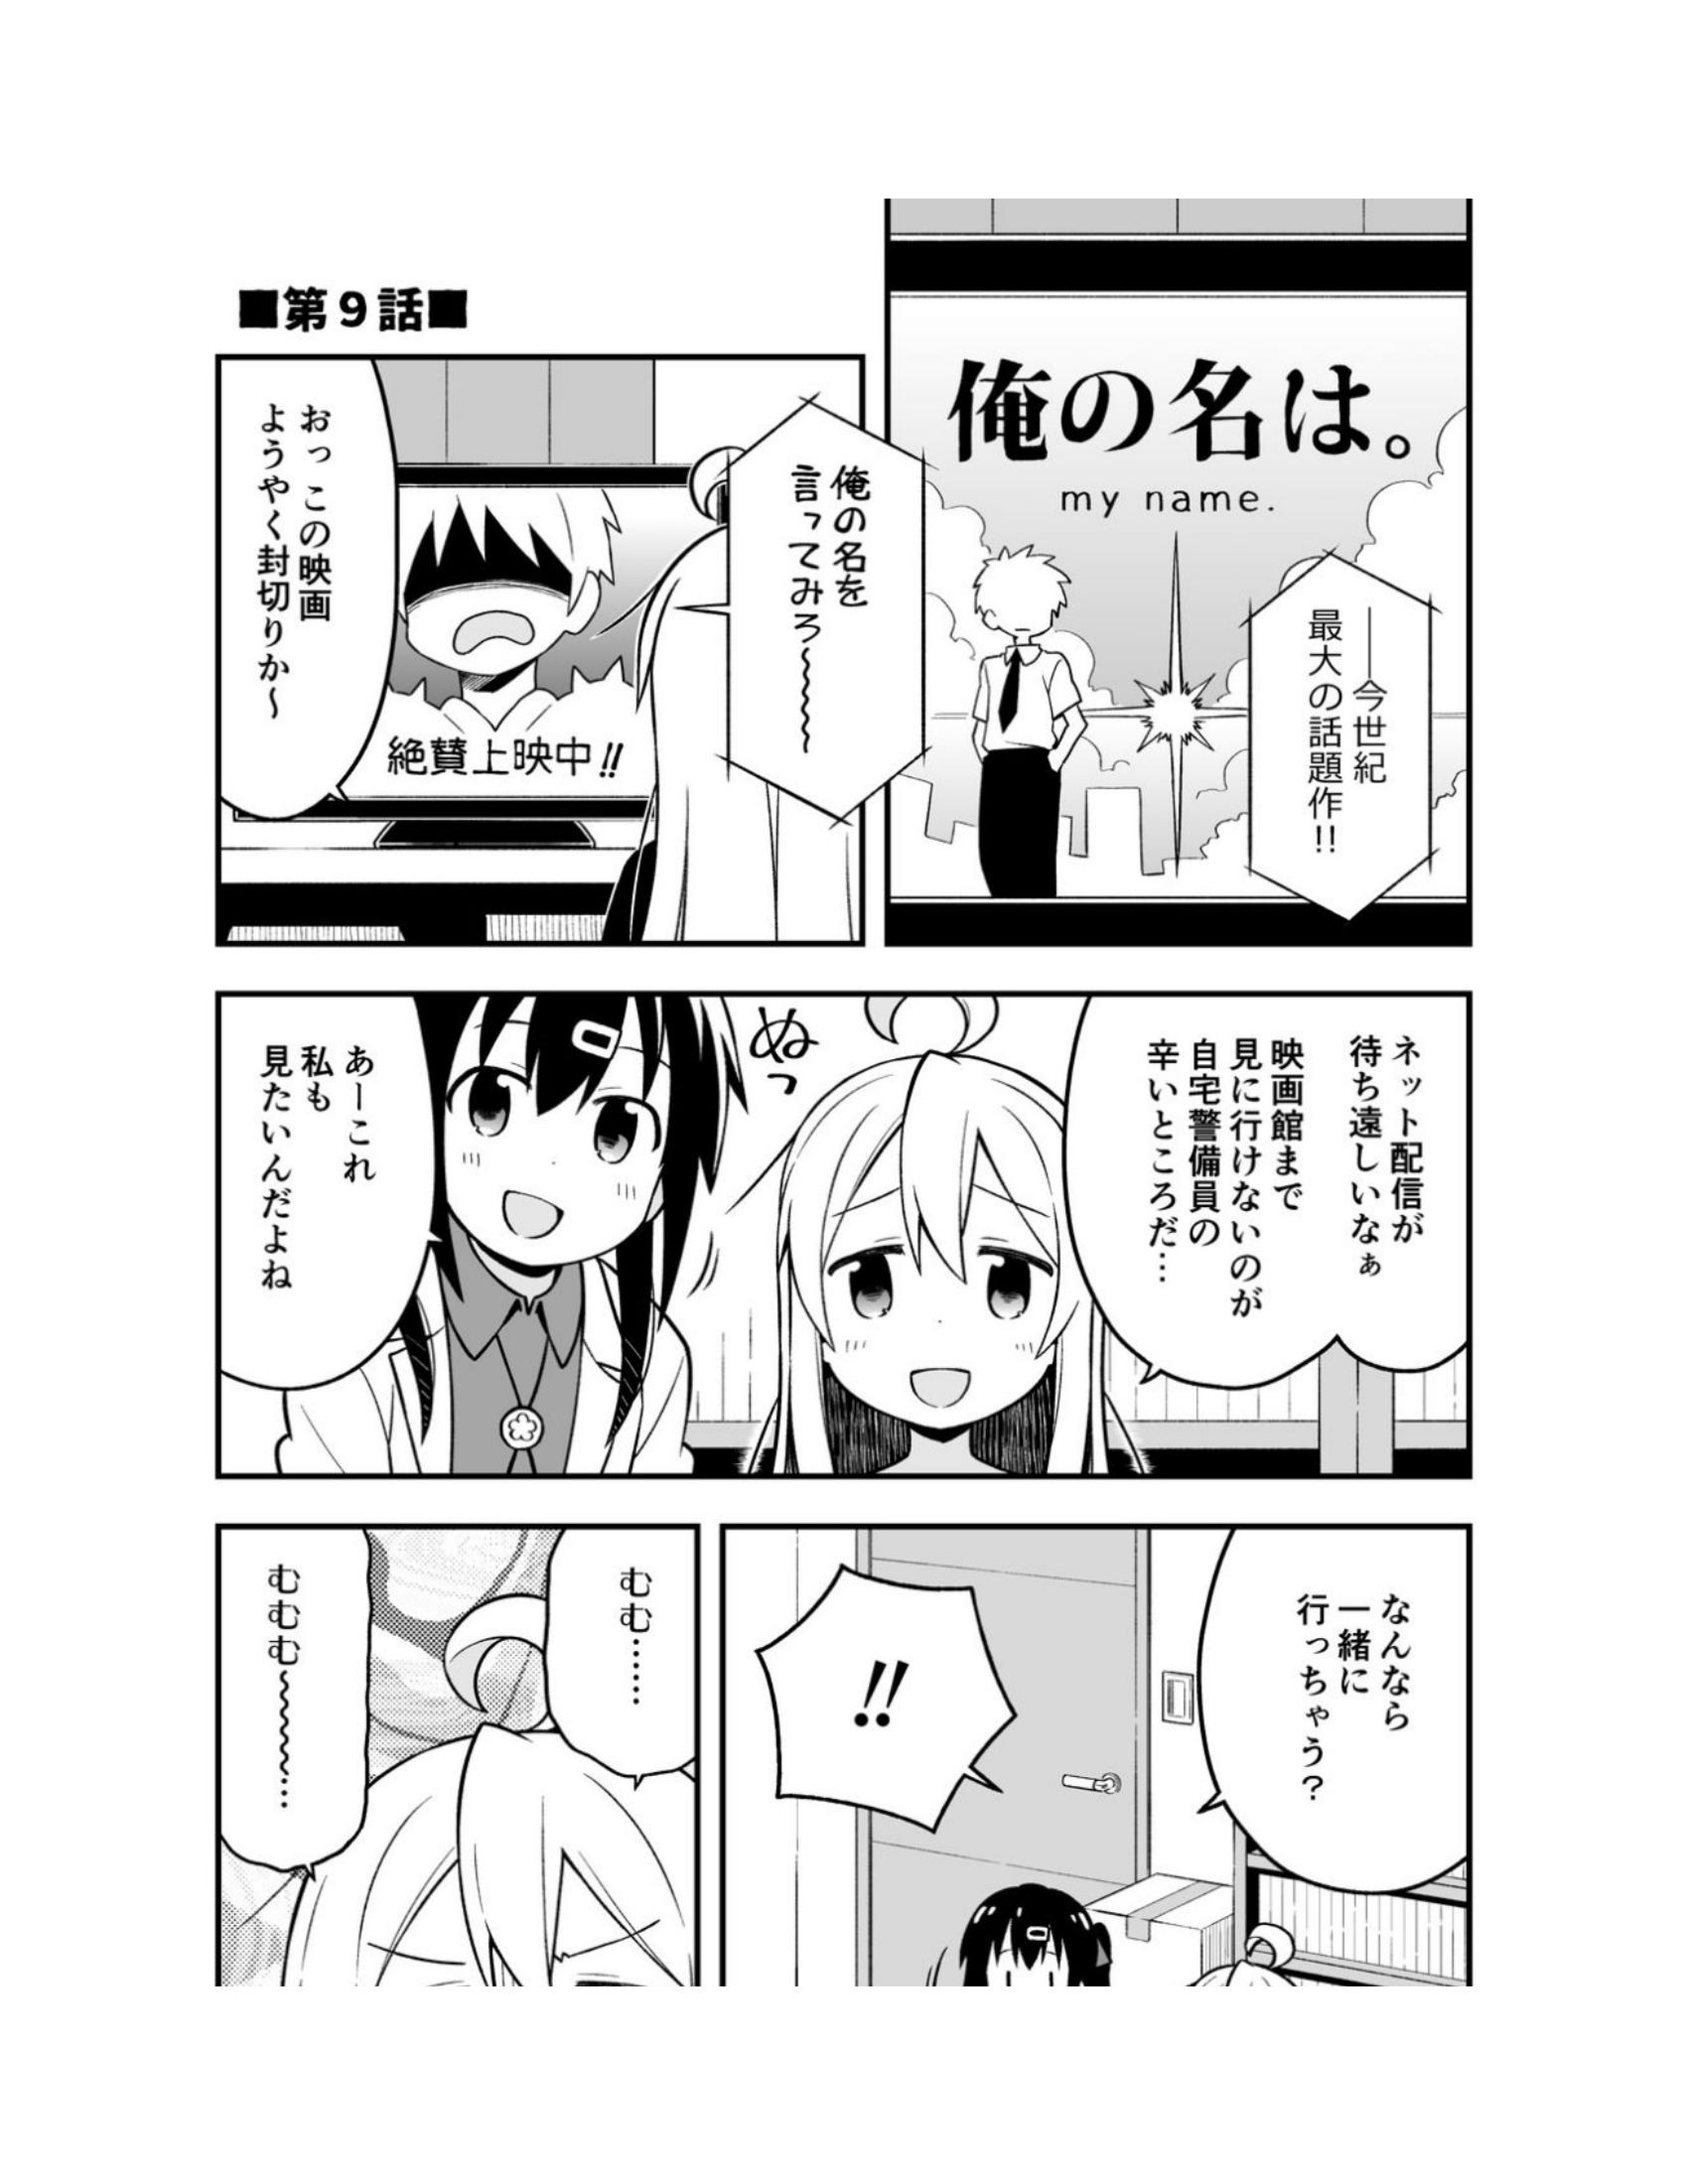 ■第9話■
俺の名は。
my name.
――今世紀
最大の話題作!!
俺の名を
言ってみろ〜〜〜〜
絶賛上映中!!
おっこの映画
ようやく封切りか〜
ネット配信が
待ち遠しいなぁ
映画館まで
見に行けないのが
自宅警備員の
辛いところだ…
ぬっ
あーこれ
私も
見たいんだよね
なんなら
一緒に
行っちゃう?
!!
むむ……
むむむ〜〜〜〜…